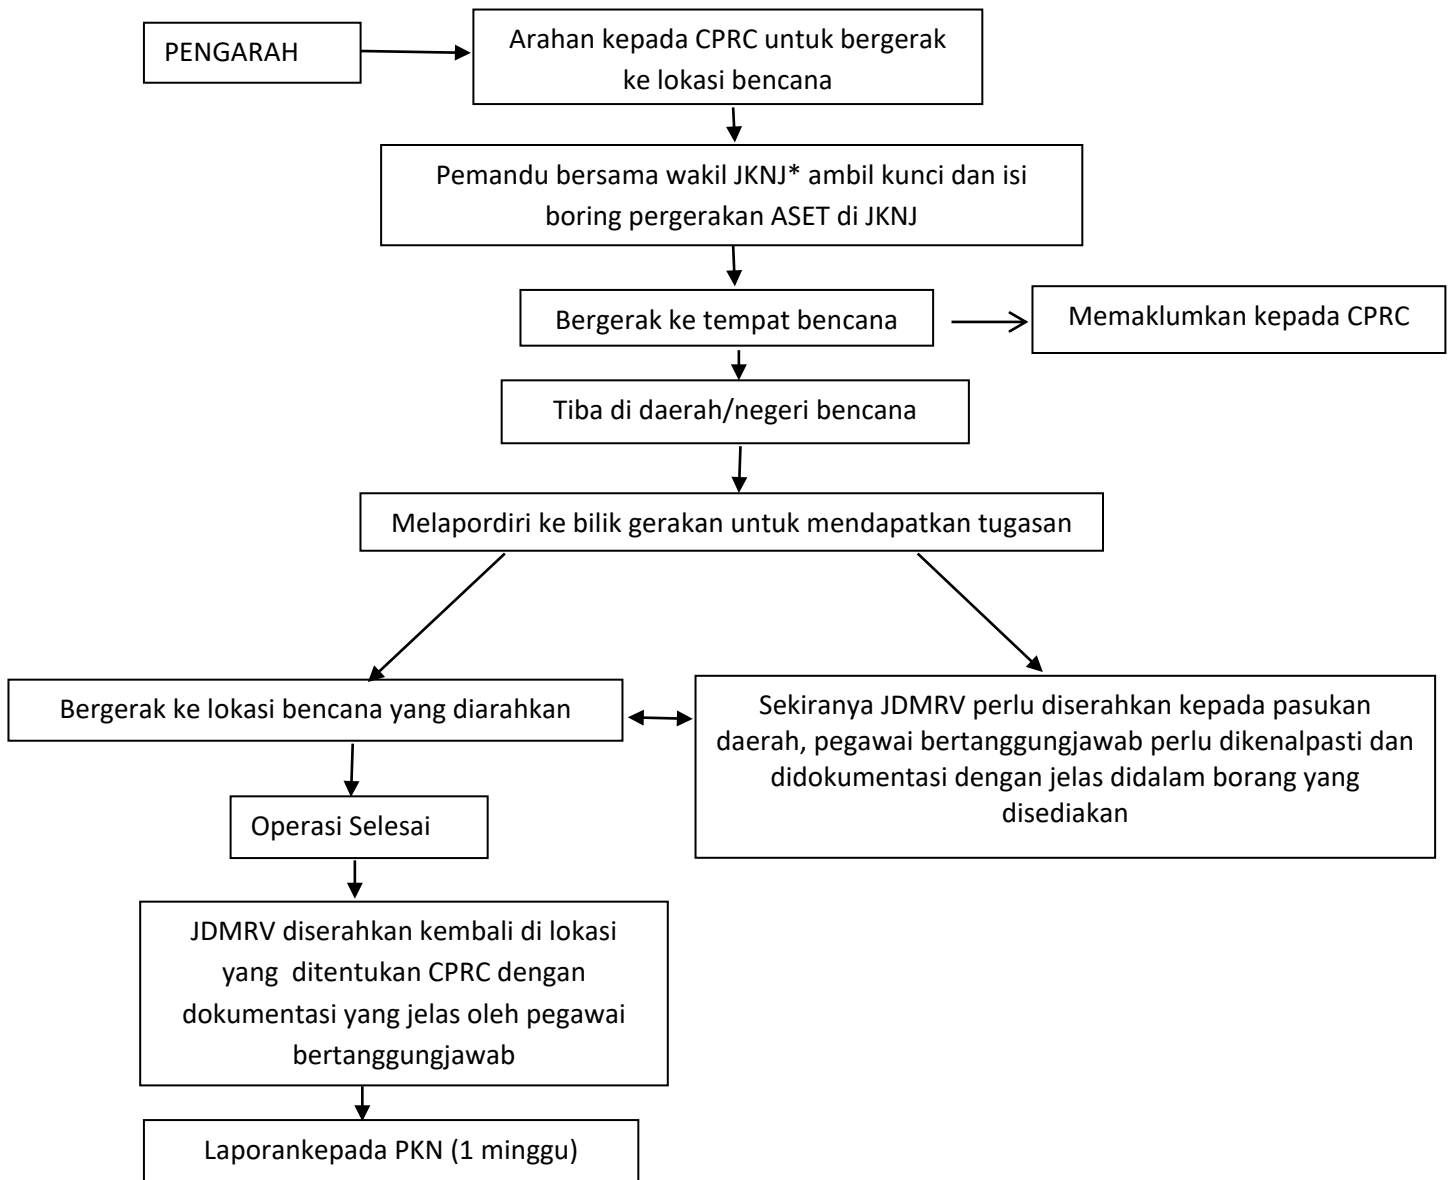 PENGARAH
Arahan kepada CPRC untuk bergerak
ke lokasi bencana
Pemandu bersama wakil JKNJ* ambil kunci dan isi
boring pergerakan ASET di JKNJ
Bergerak ke tempat bencana
Memaklumkan kepada CPRC
Tiba di daerah/negeri bencana
Melapordiri ke bilik gerakan untuk mendapatkan tugasan
Bergerak ke lokasi bencana yang diarahkan
Sekiranya JDMRV perlu diserahkan kepada pasukan
daerah, pegawai bertanggungjawab perlu dikenalpasti dan
didokumentasi dengan jelas didalam borang yang
disediakan
Operasi Selesai
JDMRV diserahkan kembali di lokasi
yang  ditentukan CPRC dengan
dokumentasi yang jelas oleh pegawai
bertanggungjawab
Laporankepada PKN (1 minggu)